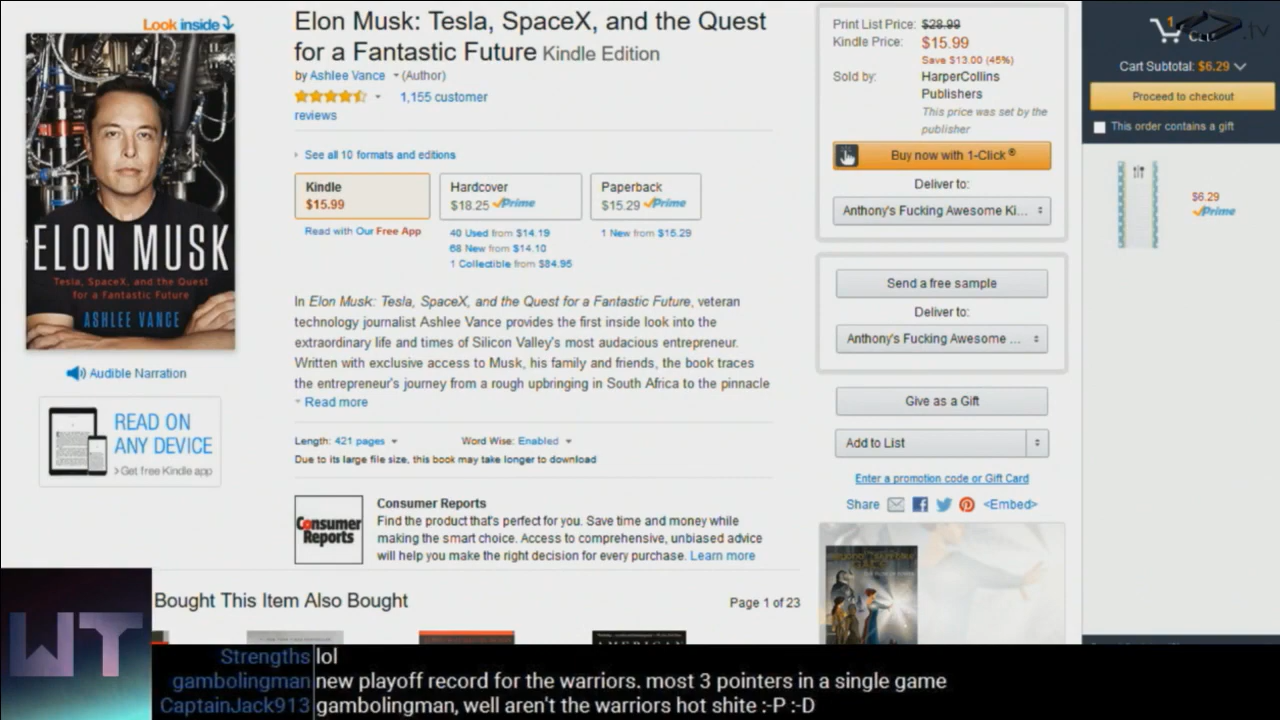 Look inside
ELON MUSK
Tesla, SpaceX, and the Quest
for a Fantastic Future
ASHLEE VANCE
Audible Narration
READ ON
ANY DEVICE
>Get free Kindle app
Elon Musk: Tesla, SpaceX, and the Quest
for a Fantastic Future Kindle Edition
by Ashlee Vance (Author)
1,155 customer
reviews
See all 10 formats and editions
Kindle
$15.99
Hardcover
$18.25 Prime
Paperback
$15.29 Prime
Read with Our Free App
40 Used from $14.19
68 New from $14.10
1 Collectible from $84.95
1 New from $15.29
In Elon Musk: Tesla, SpaceX, and the Quest for a Fantastic Future, veteran
technology journalist Ashlee Vance provides the first inside look into the
extraordinary life and times of Silicon Valley's most audacious entrepreneur.
Written with exclusive access to Musk, his family and friends, the book traces
the entrepreneur's journey from a rough upbringing in South Africa to the pinnacle
Read more
Length: 421 pages
Word Wise: Enabled
Due to its large file size, this book may take longer to download
Consumer
Reports
Consumer Reports
Find the product that's perfect for you. Save time and money while
making the smart choice. Access to comprehensive, unbiased advice
will help you make the right decision for every purchase. Learn more
Bought This Item Also Bought
Page 1 of 23
AMERICAN
Print List Price: $28.99
Kindle Price: $15.99
Save $13.00 (45%)
Sold by: HarperCollins
Publishers
This price was set by the
publisher
Buy now with 1-Click ®
Deliver to:
Anthony's Fucking Awesome Ki...
Send a free sample
Deliver to:
Anthony's Fucking Awesome ...
Give as a Gift
Add to List
Enter a promotion code or Gift Card
Share <Embed>
1
.tv
Cart Subtotal: $6.29
Proceed to checkout
This order contains a gift
$6.29
Prime
WT
Strengths lol
gambolingman new playoff record for the warriors. most 3 pointers in a single game
CaptainJack913 gambolingman, well aren't the warriors hot shite :-P :-D